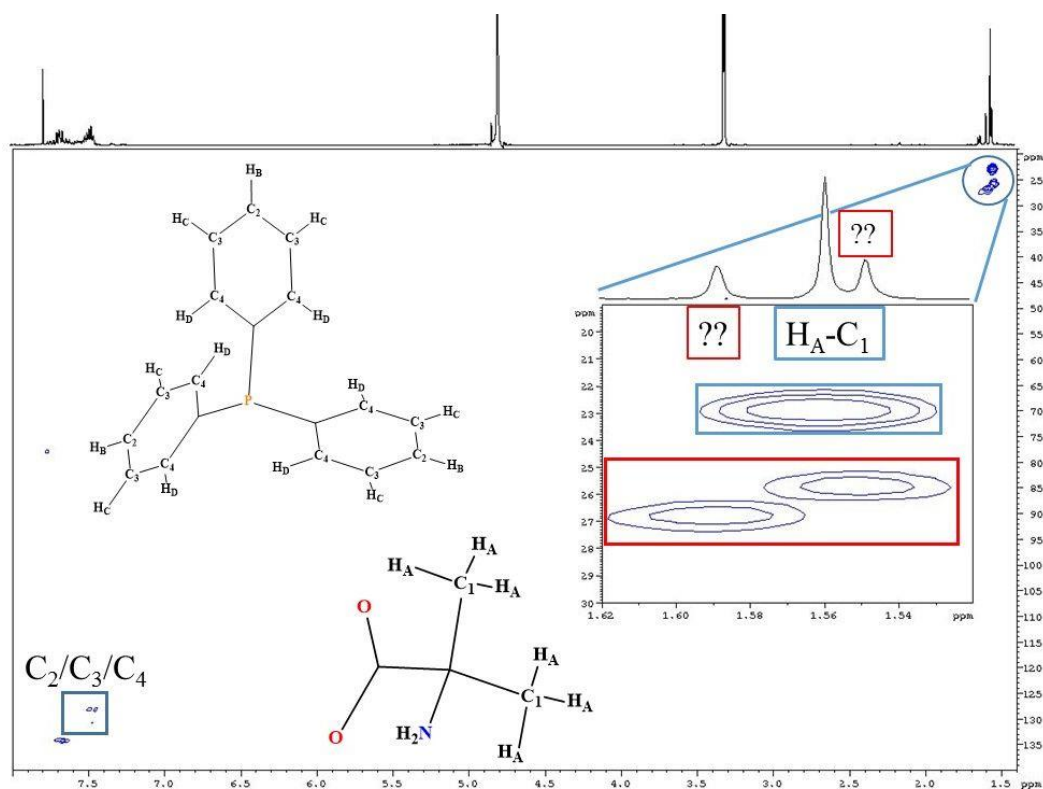 ppm
25
30
35
40
45
50
55
60
65
70
75
80
85
90
95
100
105
110
115
120
125
130
135
ppm
7.5 7.0 6.5 6.0 5.5 5.0 4.5 4.0 3.5 3.0 2.5 2.0 1.5 ppm
H_B
C_2
H_C C_3 C_3 H_C
C_4 C_4
H_D H_D
H_D
H_C C_4
C_3
P
H_D
C_4
C_3 H_C
H_B C_2
C_3 C_4
H_C H_D
C_4 C_2
H_D C_3 H_B
H_C
??
??
H_A-C_1
ppm
20
21
22
23
24
25
26
27
28
29
30
1.62 1.60 1.58 1.56 1.54 ppm
C_2/C_3/C_4
H_A
H_A C_1 H_A
O
H_A
C_1 H_A
O H_2N
H_A